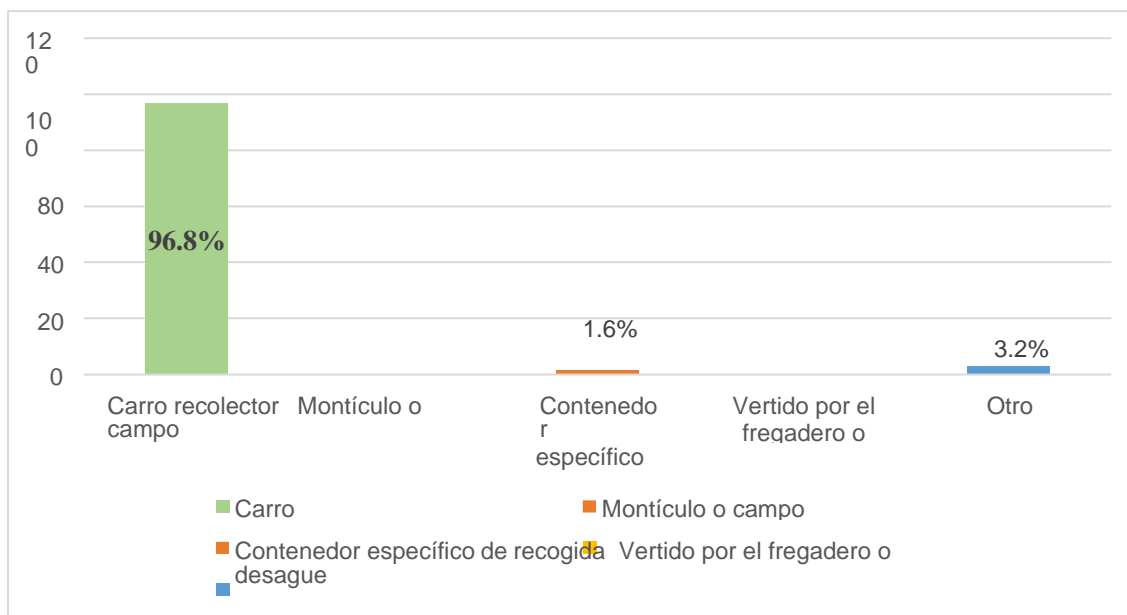 12
0
10
0
80
40
20
0
96.8%
1.6%
3.2%
Carro recolector Montículo o
campo
Contenedo
r
específico
Vertido por el
fregadero o
Otro
Carro
Montículo o campo
Contenedor específico de recogida
Vertido por el fregadero o
desague